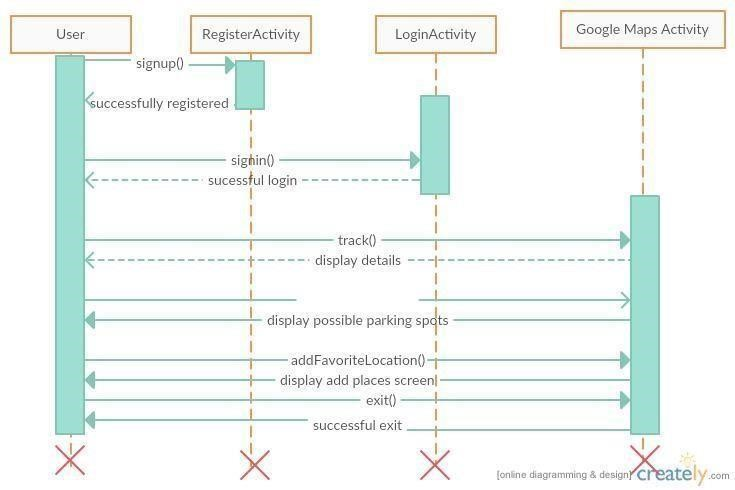 User
RegisterActivity
LoginActivity
Google Maps Activity
signup()
successfully registered
signin()
sucessful login
track()
display details
display possible parking spots
addFavoriteLocation()
display add places screen
exit()
successful exit
[online diagramming & design]
creately.com